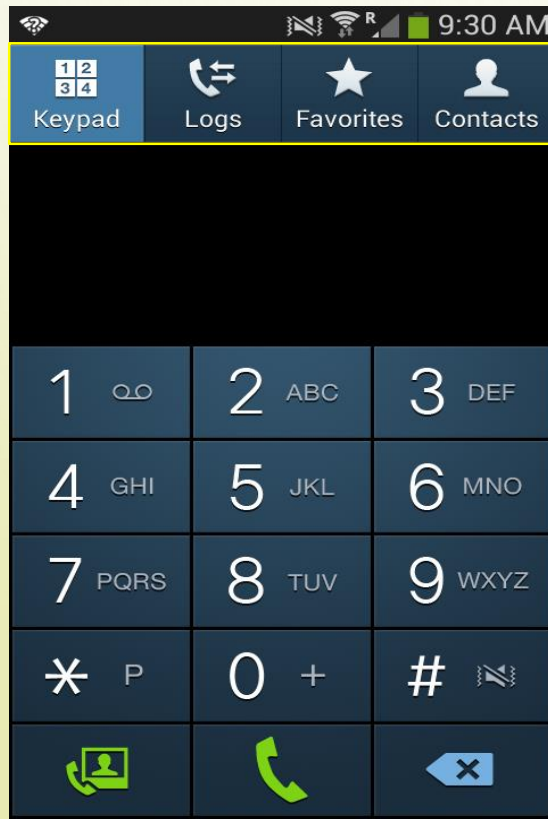 R 9:30 AM
1 2
3 4
Keypad Logs Favorites Contacts
1 2 ABC 3 DEF
4 GHI 5 JKL 6 MNO
7 PQRS 8 TUV 9 WXYZ
* P 0 + #